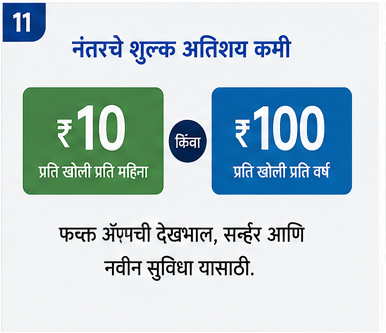 11
नंतरचे शुल्क अतिशय कमी
₹10
प्रति खोली प्रति महिना
किंवा
₹100
प्रति खोली प्रति वर्ष
फक्त ॲपची देखभाल, सर्न्हर आणि
नवीन सुविधा यासाठी.